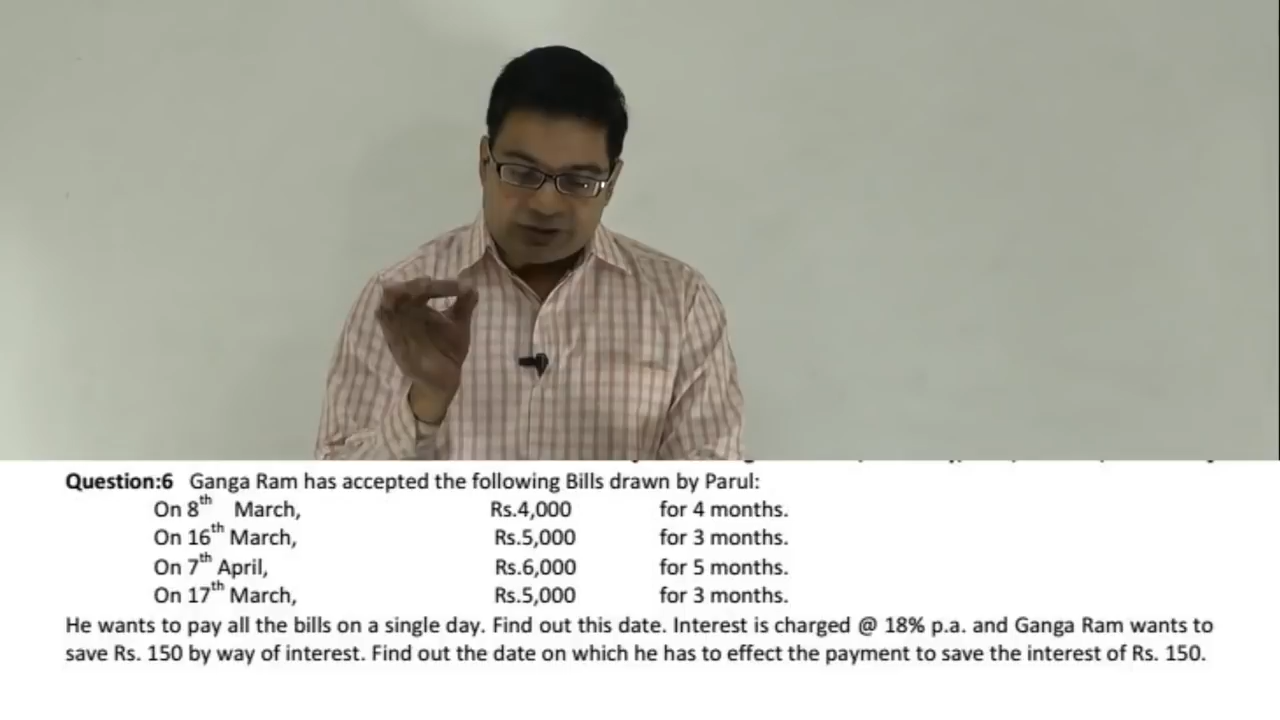 Question:6 Ganga Ram has accepted the following Bills drawn by Parul:
On 8th March, Rs.4,000 for 4 months.
On 16th March, Rs.5,000 for 3 months.
On 7th April, Rs.6,000 for 5 months.
On 17th March, Rs.5,000 for 3 months.
He wants to pay all the bills on a single day. Find out this date. Interest is charged @ 18% p.a. and Ganga Ram wants to
save Rs. 150 by way of interest. Find out the date on which he has to effect the payment to save the interest of Rs. 150.